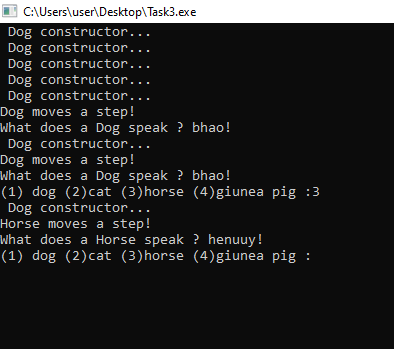 C:\Users\user\Desktop\Task3.exe
Dog constructor...
Dog constructor...
Dog constructor...
Dog constructor...
Dog constructor...
Dog moves a step!
What does a Dog speak ? bhao!
Dog constructor...
Dog moves a step!
What does a Dog speak ? bhao!
(1) dog (2)cat (3)horse (4)giunea pig :3
Dog constructor...
Horse moves a step!
What does a Horse speak ? henuuy!
(1) dog (2)cat (3)horse (4)giunea pig :